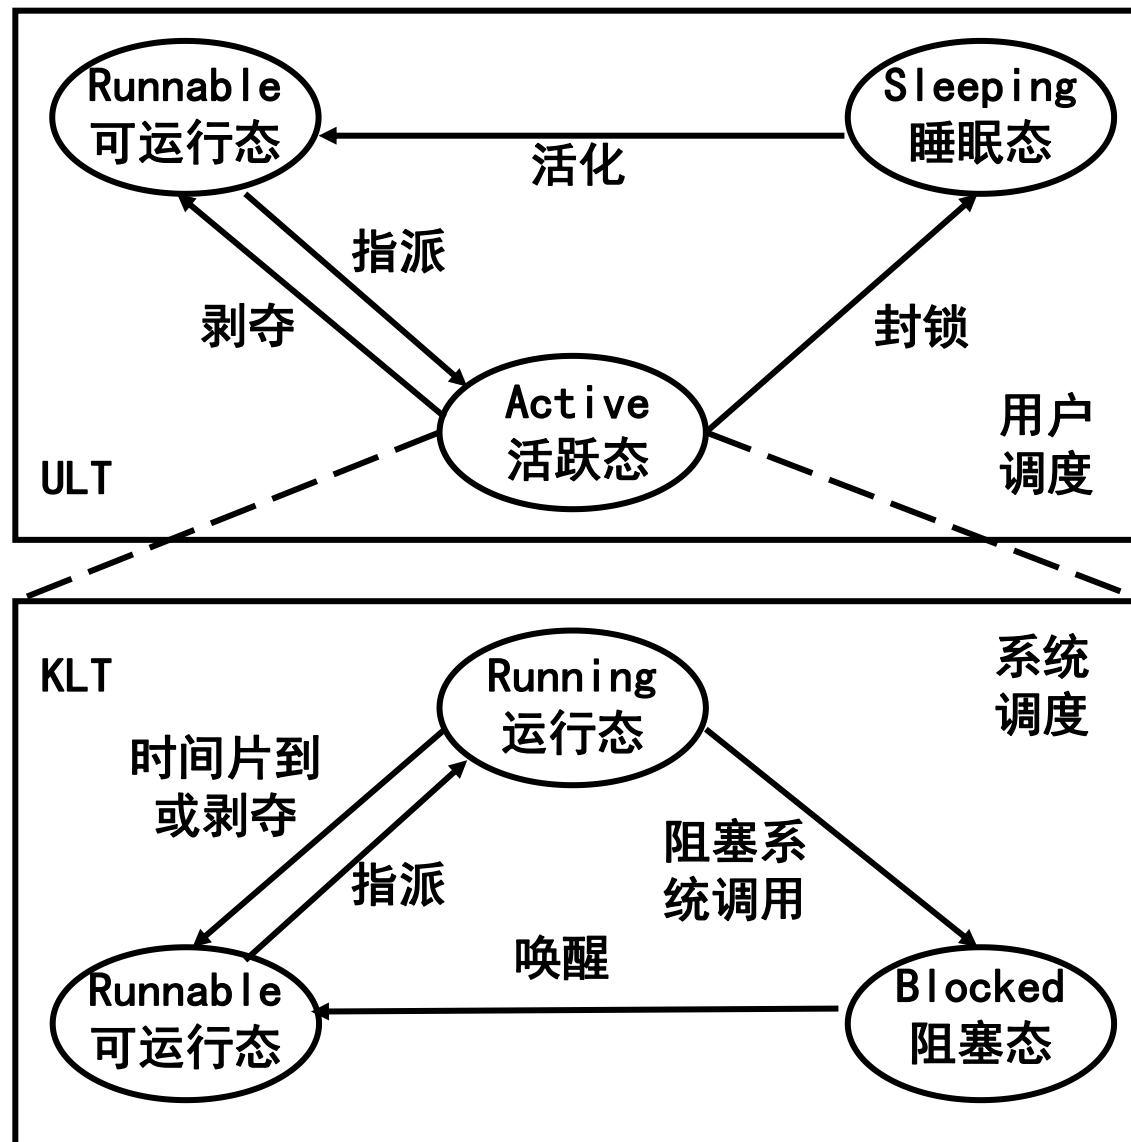 Runnable
可运行态
Sleeping
睡眠态
活化
指派
剥夺
封锁
Active
活跃态
用户
调度
ULT
KLT
Running
运行态
系统
调度
时间片到
或剥夺
指派
阻塞系
统调用
唤醒
Runnable
可运行态
Blocked
阻塞态